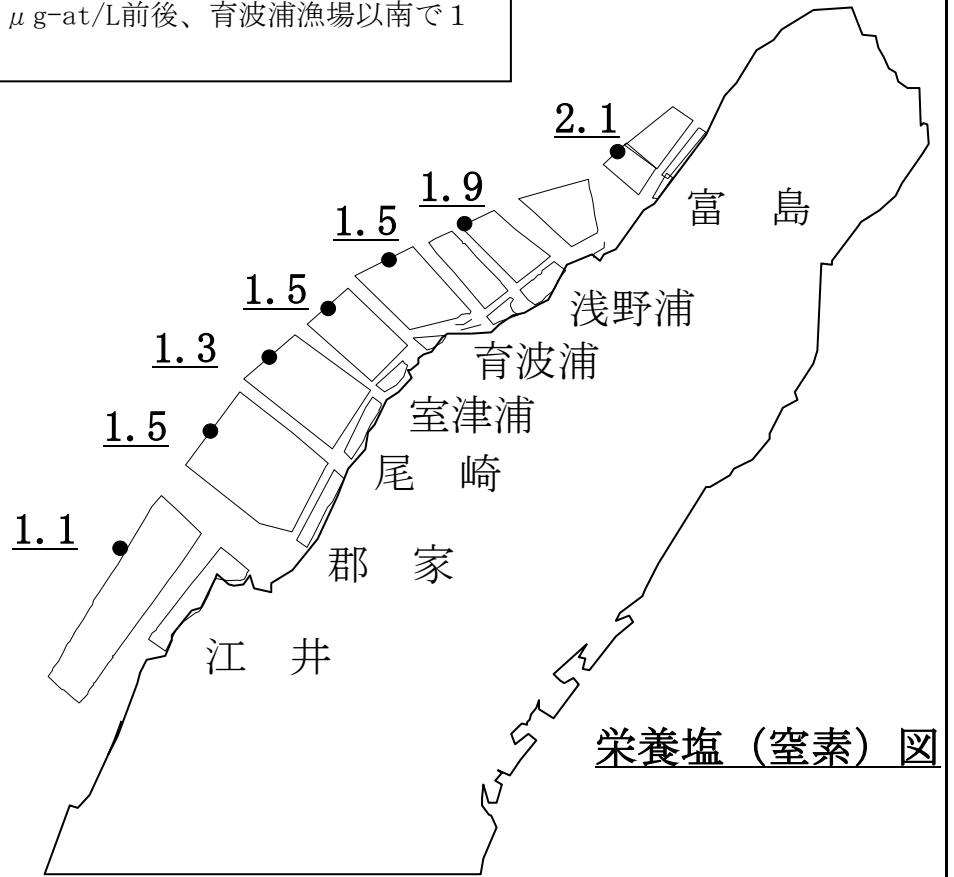 μg-at/L前後、育波浦漁場以南で1
2.1
富　島
1.9
1.5
浅野浦
1.5
育波浦
1.3
室津浦
1.5
尾　崎
1.1
郡　家
江　井
栄養塩（窒素）図